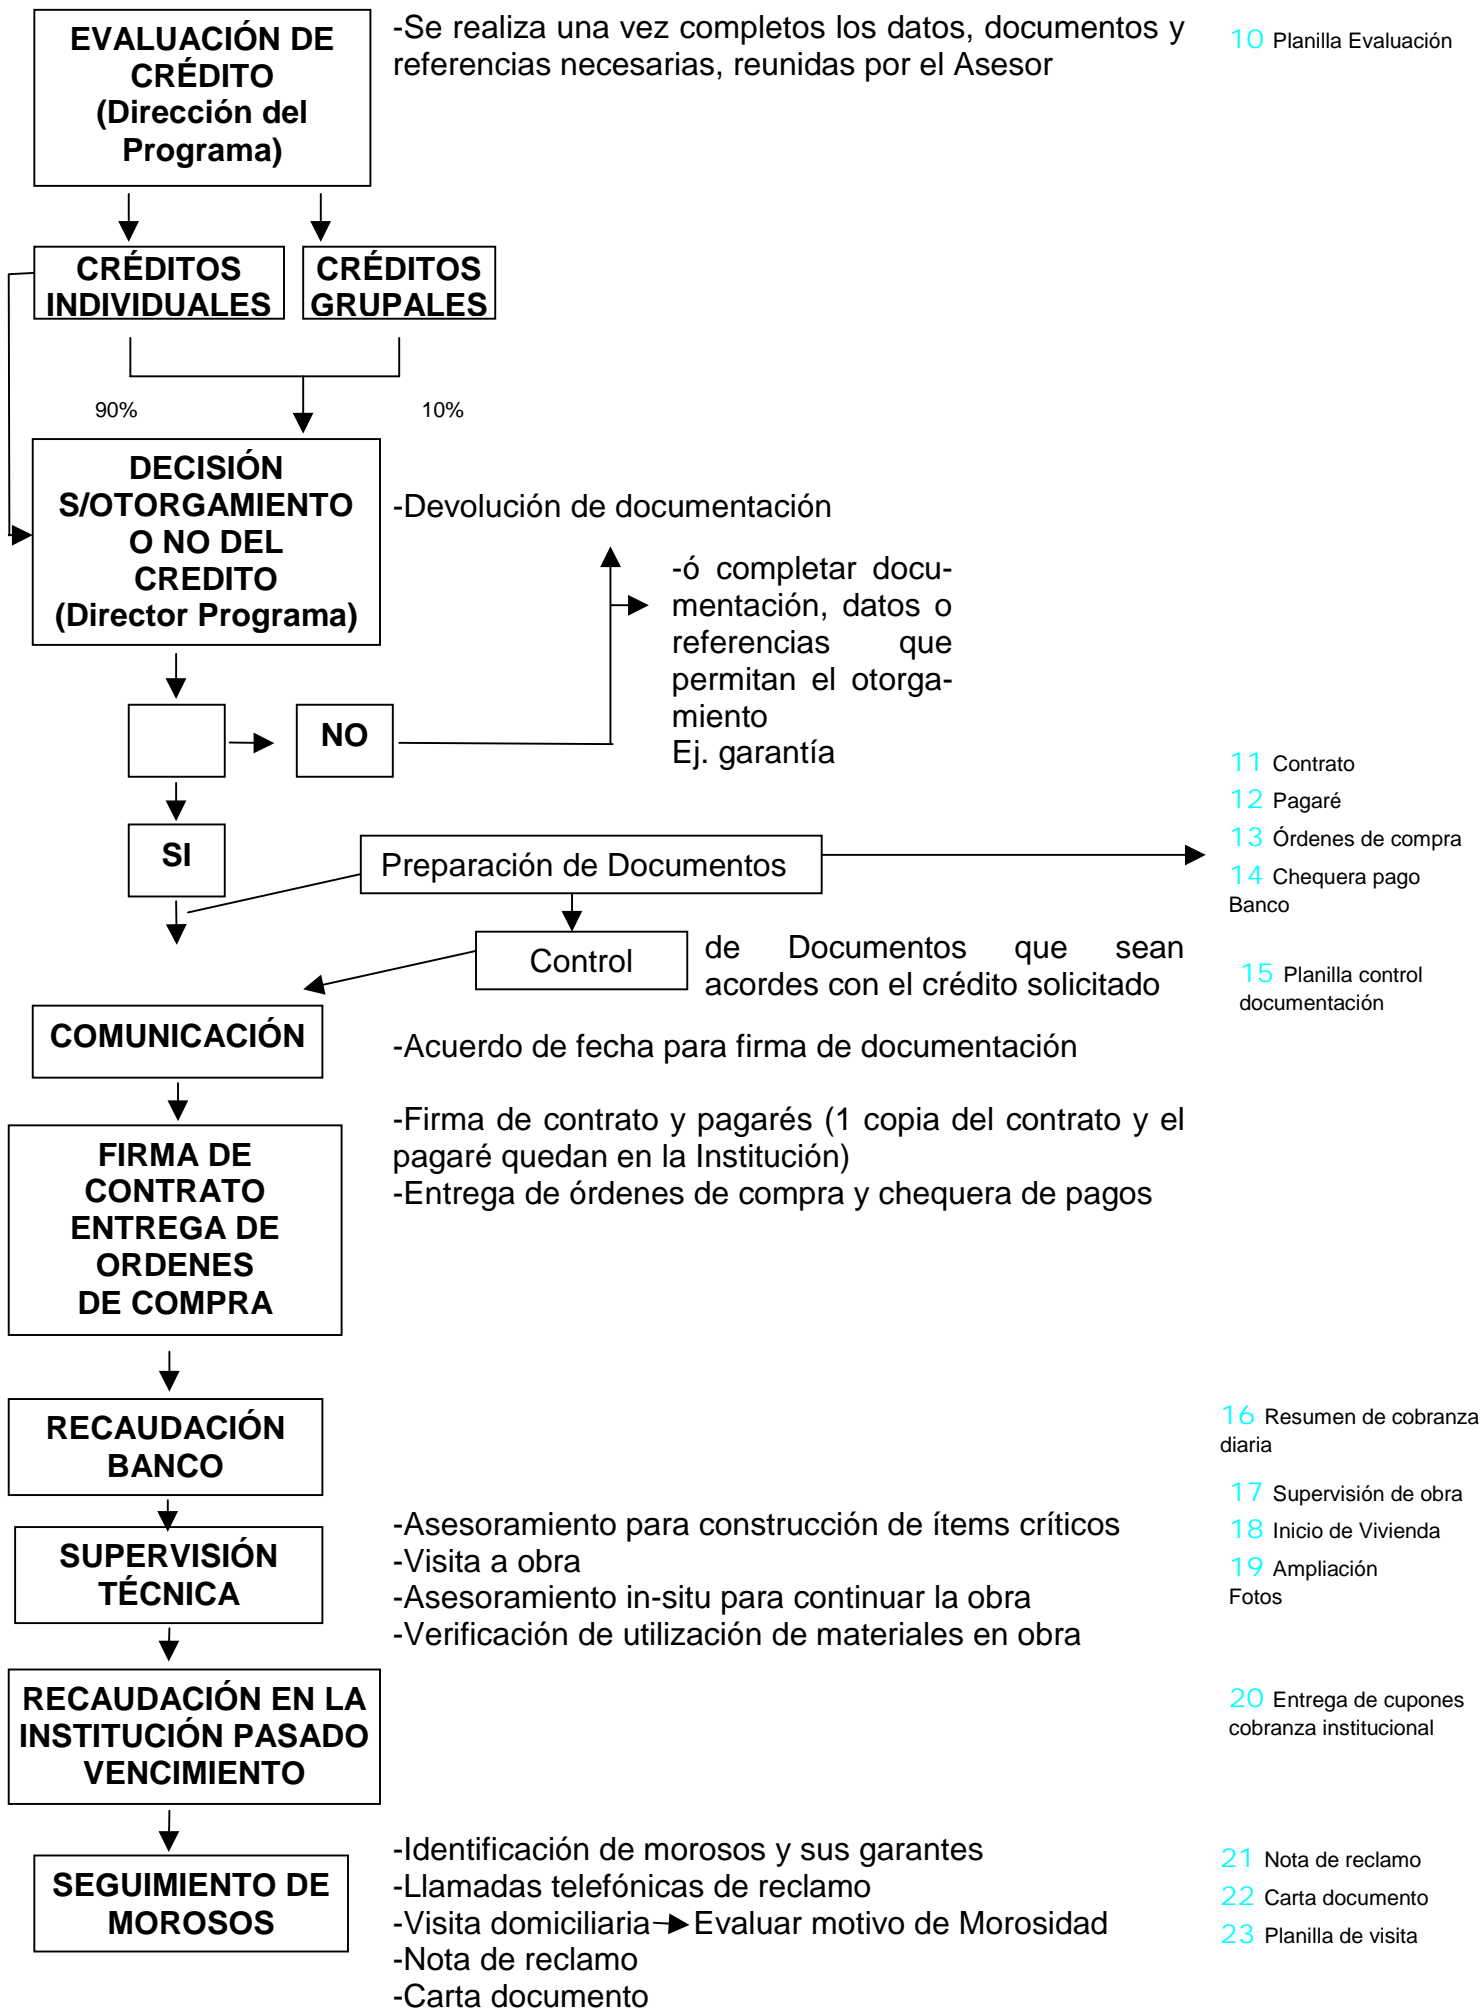 EVALUACIÓN DE
CRÉDITO
(Dirección del
Programa)
-Se realiza una vez completos los datos, documentos y
referencias necesarias, reunidas por el Asesor
10 Planilla Evaluación
CRÉDITOS
INDIVIDUALES
CRÉDITOS
GRUPALES
90%
10%
DECISIÓN
S/OTORGAMIENTO
O NO DEL
CREDITO
(Director Programa)
-Devolución de documentación
-ó completar docu-
mentación, datos o
referencias que
permitan el otorga-
miento
Ej. garantía
NO
SI
Preparación de Documentos
11 Contrato
12 Pagaré
13 Órdenes de compra
14 Chequera pago
Banco
Control
de Documentos que sean
acordes con el crédito solicitado
15 Planilla control
documentación
COMUNICACIÓN
-Acuerdo de fecha para firma de documentación
FIRMA DE
CONTRATO
ENTREGA DE
ORDENES
DE COMPRA
-Firma de contrato y pagarés (1 copia del contrato y el
pagaré quedan en la Institución)
-Entrega de órdenes de compra y chequera de pagos
RECAUDACIÓN
BANCO
16 Resumen de cobranza
diaria
SUPERVISIÓN
TÉCNICA
-Asesoramiento para construcción de ítems críticos
-Visita a obra
-Asesoramiento in-situ para continuar la obra
-Verificación de utilización de materiales en obra
17 Supervisión de obra
18 Inicio de Vivienda
19 Ampliación
Fotos
RECAUDACIÓN EN LA
INSTITUCIÓN PASADO
VENCIMIENTO
20 Entrega de cupones
cobranza institucional
SEGUIMIENTO DE
MOROSOS
-Identificación de morosos y sus garantes
-Llamadas telefónicas de reclamo
-Visita domiciliaria Evaluar motivo de Morosidad
-Nota de reclamo
-Carta documento
21 Nota de reclamo
22 Carta documento
23 Planilla de visita